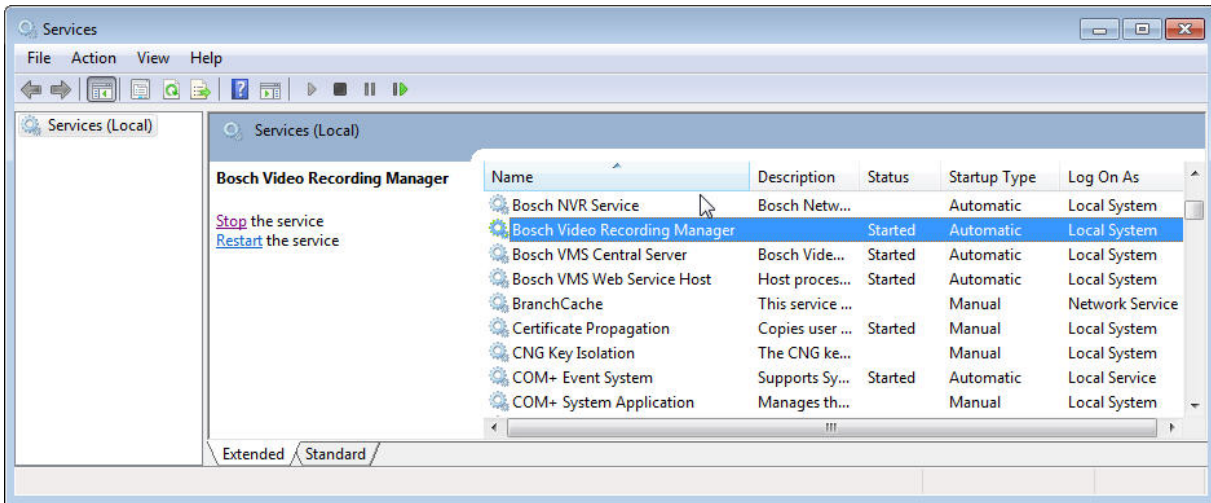 Services
File Action View Help
Services (Local)
Services (Local)
Bosch Video Recording Manager
Stop the service
Restart the service
Name Description Status Startup Type Log On As
Bosch NVR Service Bosch Netw... Automatic Local System
Bosch Video Recording Manager Started Automatic Local System
Bosch VMS Central Server Bosch Vide... Started Automatic Local System
Bosch VMS Web Service Host Host proces... Started Automatic Local System
BranchCache This service ... Manual Network Service
Certificate Propagation Copies user ... Started Manual Local System
CNG Key Isolation The CNG ke... Manual Local System
COM+ Event System Supports Sy... Started Automatic Local Service
COM+ System Application Manages th... Manual Local System
Extended Standard